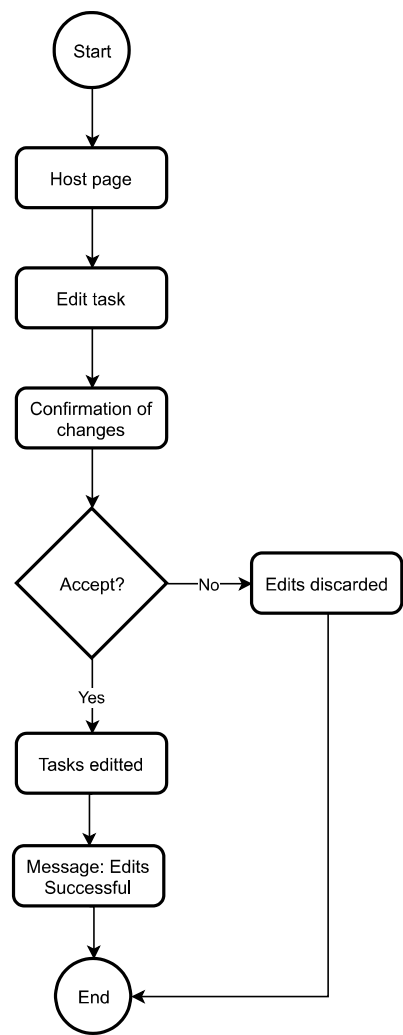 Start
Host page
Edit task
Confirmation of
changes
Accept?
No
Edits discarded
Yes
Tasks editted
Message: Edits
Successful
End